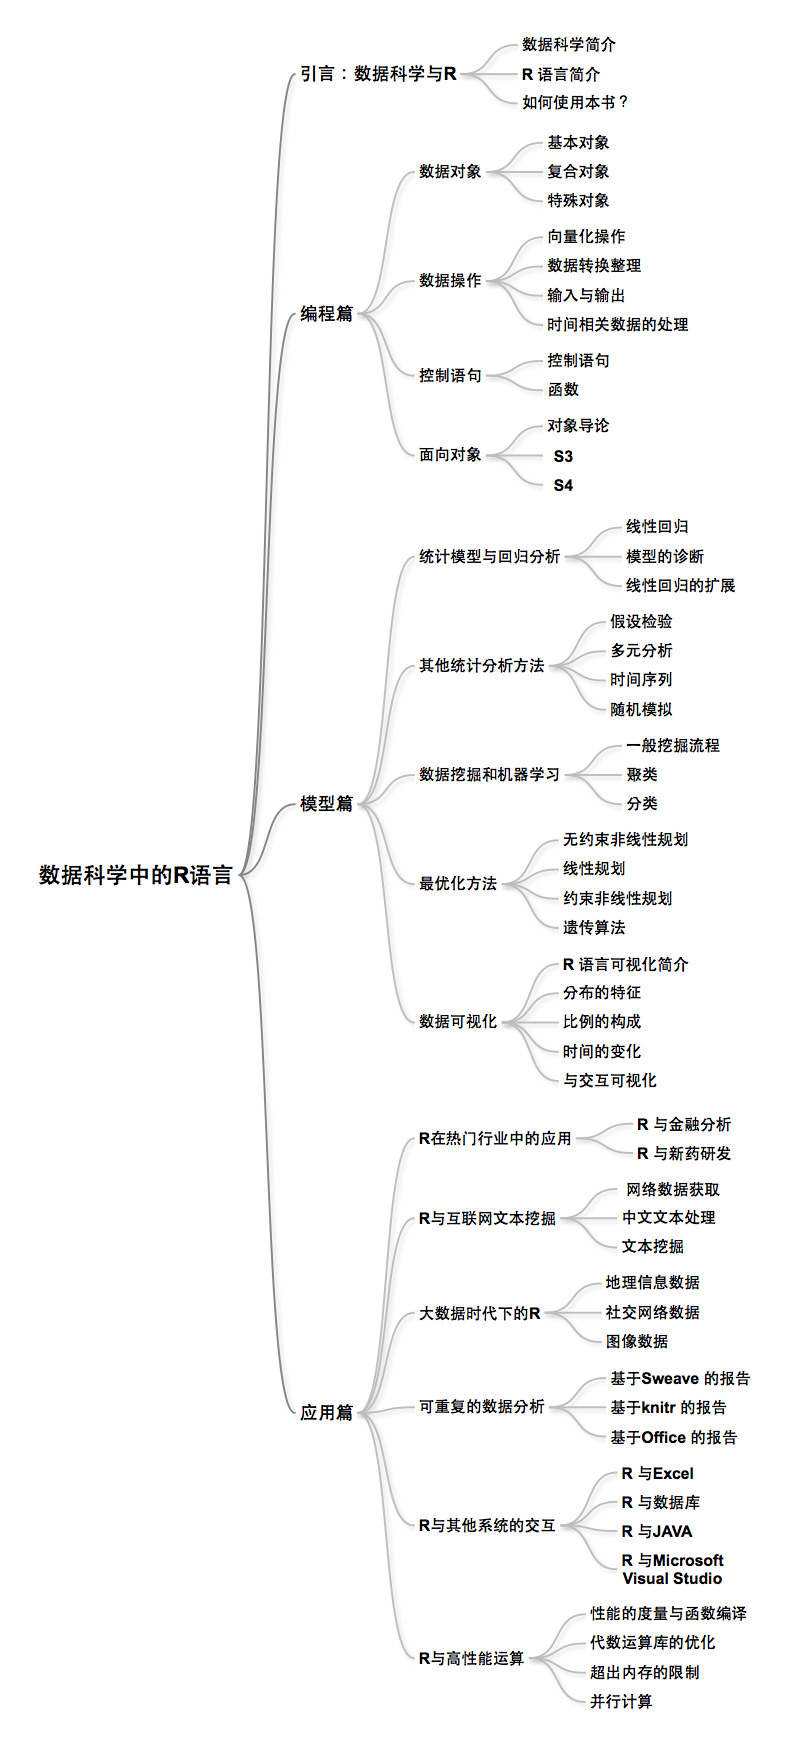 数据科学中的R语言
引言：数据科学与R
数据科学简介
R 语言简介
如何使用本书？
编程篇
数据对象
基本对象
复合对象
特殊对象
数据操作
向量化操作
数据转换整理
输入与输出
时间相关数据的处理
控制语句
控制语句
函数
面向对象
对象导论
S3
S4
模型篇
统计模型与回归分析
线性回归
模型的诊断
线性回归的扩展
其他统计分析方法
假设检验
多元分析
时间序列
随机模拟
数据挖掘和机器学习
一般挖掘流程
聚类
分类
最优化方法
无约束非线性规划
线性规划
约束非线性规划
遗传算法
数据可视化
R 语言可视化简介
分布的特征
比例的构成
时间的变化
与交互可视化
应用篇
R在热门行业中的应用
R 与金融分析
R 与新药研发
R与互联网文本挖掘
网络数据获取
中文文本处理
文本挖掘
大数据时代下的R
地理信息数据
社交网络数据
图像数据
可重复的数据分析
基于Sweave 的报告
基于knitr 的报告
基于Office 的报告
R与其他系统的交互
R 与Excel
R 与数据库
R 与JAVA
R 与Microsoft
Visual Studio
R与高性能运算
性能的度量与函数编译
代数运算库的优化
超出内存的限制
并行计算